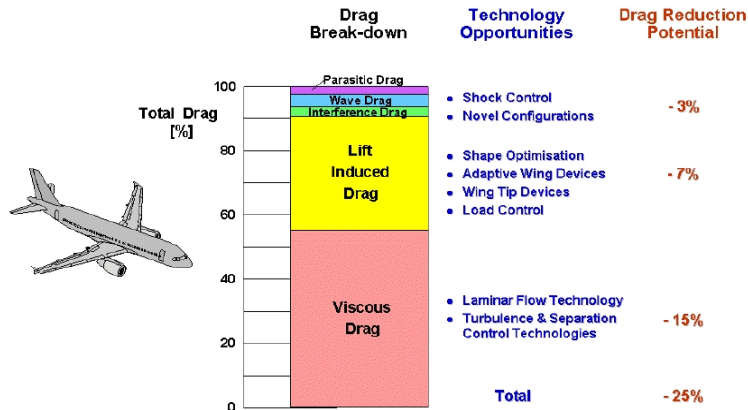 Drag
Break-down
Technology
Opportunities
Drag Reduction
Potential
Total Drag
[%]
100
80
60
40
20
0
Parasitic Drag
Wave Drag
Interference Drag
Lift
Induced
Drag
Viscous
Drag
• Shock Control
• Novel Configurations
- 3%
• Shape Optimisation
• Adaptive Wing Devices
• Wing Tip Devices
• Load Control
- 7%
• Laminar Flow Technology
• Turbulence & Separation
Control Technologies
- 15%
Total
- 25%